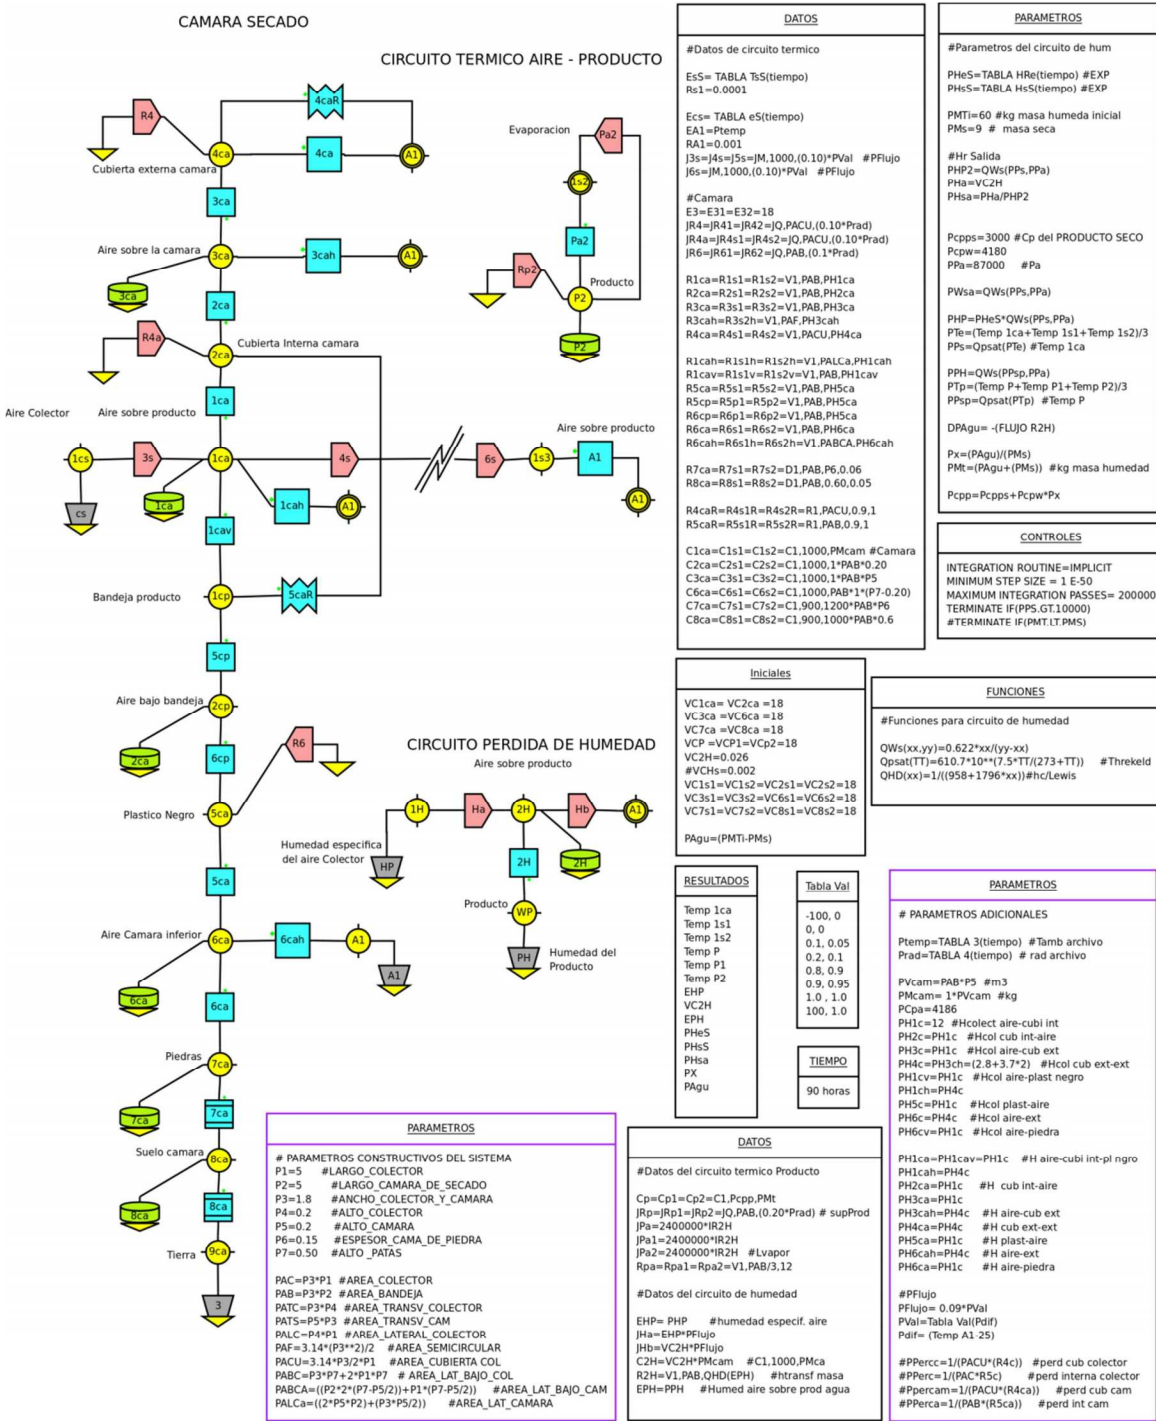 CAMARA SECADO
CIRCUITO TERMICO AIRE - PRODUCTO
4caR
R4
4ca
4ca
A1
Cubierta externa camara
3ca
Aire sobre la camara
3ca
3cah
A1
3ca
2ca
R4a
2ca
Cubierta Interna camara
1ca
Aire Colector
Aire sobre producto
1cs
3s
1ca
4s
6s
1s3
Aire sobre producto
A1
A1
cs
1ca
1cah
A1
1cav
Bandeja producto
1cp
5caR
5cp
Aire bajo bandeja
2cp
2ca
6cp
R6
Plastico Negro
5ca
5ca
Aire Camara inferior
6ca
6cah
A1
A1
6ca
6ca
Piedras
7ca
7ca
7ca
Suelo camara
8ca
8ca
8ca
Tierra
9ca
3
Evaporacion
Pa2
1s2
Pa2
Rp2
Producto
P2
P2
CIRCUITO PERDIDA DE HUMEDAD
Aire sobre producto
1H
Ha
2H
Hb
A1
Humedad especifica
del aire Colector
HP
2H
2H
Producto
WP
PH
Humedad del
Producto
DATOS
#Datos de circuito termico
EsS= TABLA TsS(tiempo)
Rs1=0.0001
Ecs= TABLA eS(tiempo)
EA1=Ptemp
RA1=0.001
J3s=J4s=J5s=JM,1000,(0.10)*PVal #PFlujo
J6s=JM,1000,(0.10)*PVal #PFlujo
#Camara
E3=E31=E32=18
JR4=JR41=JR42=JQ,PACU,(0.10*Prad)
JR4a=JR4s1=JR4s2=JQ,PACU,(0.10*Prad)
JR6=JR61=JR62=JQ,PAB,(0.1*Prad)
R1ca=R1s1=R1s2=V1,PAB,PH1ca
R2ca=R2s1=R2s2=V1,PAB,PH2ca
R3ca=R3s1=R3s2=V1,PAB,PH3ca
R3cah=R3s2h=V1,PAF,PH3cah
R4ca=R4s1=R4s2=V1,PACU,PH4ca
R1cah=R1s1h=R1s2h=V1,PALCa,PH1cah
R1cav=R1s1v=R1s2v=V1,PAB,PH1cav
R5ca=R5s1=R5s2=V1,PAB,PH5ca
R5cp=R5p1=R5p2=V1,PAB,PH5ca
R6cp=R6p1=R6p2=V1,PAB,PH5ca
R6ca=R6s1=R6s2=V1,PAB,PH6ca
R6cah=R6s1h=R6s2h=V1,PABCA,PH6cah
R7ca=R7s1=R7s2=D1,PAB,P6,0.06
R8ca=R8s1=R8s2=D1,PAB,0.60,0.05
R4caR=R4s1R=R4s2R=R1,PACU,0.9,1
R5caR=R5s1R=R5s2R=R1,PAB,0.9,1
C1ca=C1s1=C1s2=C1,1000,PMcam #Camara
C2ca=C2s1=C2s2=C1,1000,1*PAB*0.20
C3ca=C3s1=C3s2=C1,1000,1*PAB*P5
C6ca=C6s1=C6s2=C1,1000,PAB*1*(P7-0.20)
C7ca=C7s1=C7s2=C1,900,1200*PAB*P6
C8ca=C8s1=C8s2=C1,900,1000*PAB*0.6
PARAMETROS
#Parametros del circuito de hum
PHeS=TABLA HRe(tiempo) #EXP
PHsS=TABLA HsS(tiempo) #EXP
PMTi=60 #kg masa humeda inicial
PMs=9 # masa seca
#Hr Salida
PHP2=QWs(PPs,PPa)
PHa=VC2H
PHsa=PHa/PHP2
Pcpps=3000 #Cp del PRODUCTO SECO
Pcpw=4180
PPa=87000 #Pa
PWsa=QWs(PPs,PPa)
PHP=PHeS*QWs(PPs,PPa)
PTe=(Temp 1ca+Temp 1s1+Temp 1s2)/3
PPs=Qpsat(PTe) #Temp 1ca
PPH=QWs(PPsp,PPa)
PTp=(Temp P+Temp P1+Temp P2)/3
PPsp=Qpsat(PTp) #Temp P
DPAgu= -(FLUJO R2H)
Px=(PAgu)/(PMs)
PMt=(PAgu+(PMs)) #kg masa humedad
Pcpp=Pcpps+Pcpw*Px
CONTROLES
INTEGRATION ROUTINE=IMPLICIT
MINIMUM STEP SIZE = 1 E-50
MAXIMUM INTEGRATION PASSES= 200000
TERMINATE IF(PPS.GT.10000)
#TERMINATE IF(PMT.LT.PMS)
Iniciales
VC1ca= VC2ca =18
VC3ca =VC6ca =18
VC7ca =VC8ca =18
VCP =VCP1=VCp2=18
VC2H=0.026
#VCHs=0.002
VC1s1=VC1s2=VC2s1=VC2s2=18
VC3s1=VC3s2=VC6s1=VC6s2=18
VC7s1=VC7s2=VC8s1=VC8s2=18
PAgu=(PMTi-PMs)
FUNCIONES
#Funciones para circuito de humedad
QWs(xx,yy)=0.622*xx/(yy-xx)
Qpsat(TT)=610.7*10**(7.5*TT/(273+TT)) #Threkeld
QHD(xx)=1/((958+1796*xx))#hc/Lewis
RESULTADOS
Temp 1ca
Temp 1s1
Temp 1s2
Temp P
Temp P1
Temp P2
EHP
VC2H
EPH
PHeS
PHsS
PHsa
PX
PAgu
Tabla Val
-100, 0
0, 0
0.1, 0.05
0.2, 0.1
0.8, 0.9
0.9, 0.95
1.0 , 1.0
100, 1.0
TIEMPO
90 horas
PARAMETROS
# PARAMETROS ADICIONALES
Ptemp=TABLA 3(tiempo) #Tamb archivo
Prad=TABLA 4(tiempo) # rad archivo
PVcam=PAB*P5 #m3
PMcam= 1*PVcam #kg
PCpa=4186
PH1c=12 #Hcolect aire-cubi int
PH2c=PH1c #Hcol cub int-aire
PH3c=PH1c #Hcol aire-cub ext
PH4c=PH3ch=(2.8+3.7*2) #Hcol cub ext-ext
PH1cv=PH1c #Hcol aire-plast negro
PH1ch=PH4c
PH5c=PH1c #Hcol plast-aire
PH6c=PH4c #Hcol aire-ext
PH6cv=PH1c #Hcol aire-piedra
PH1ca=PH1cav=PH1c #H aire-cubi int-pl ngro
PH1cah=PH4c
PH2ca=PH1c #H cub int-aire
PH3ca=PH1c
PH3cah=PH4c #H aire-cub ext
PH4ca=PH4c #H cub ext-ext
PH5ca=PH1c #H plast-aire
PH6cah=PH4c #H aire-ext
PH6ca=PH1c #H aire-piedra
#PFlujo
PFlujo= 0.09*PVal
PVal=Tabla Val(Pdif)
Pdif= (Temp A1-25)
#PPercc=1/(PACU*(R4c)) #perd cub colector
#PPerc=1/(PAC*R5c) #perd interna colector
#Ppercam=1/(PACU*(R4ca)) #perd cub cam
#PPerca=1/(PAB*(R5ca)) #perd int cam
PARAMETROS
# PARAMETROS CONSTRUCTIVOS DEL SISTEMA
P1=5 #LARGO_COLECTOR
P2=5 #LARGO_CAMARA_DE_SECADO
P3=1.8 #ANCHO_COLECTOR_Y_CAMARA
P4=0.2 #ALTO_COLECTOR
P5=0.2 #ALTO_CAMARA
P6=0.15 #ESPESOR_CAMA_DE_PIEDRA
P7=0.50 #ALTO_PATAS
PAC=P3*P1 #AREA_COLECTOR
PAB=P3*P2 #AREA_BANDEJA
PATC=P3*P4 #AREA_TRANSV_COLECTOR
PATS=P5*P3 #AREA_TRANSV_CAM
PALC=P4*P1 #AREA_LATERAL_COLECTOR
PAF=3.14*(P3**2)/2 #AREA_SEMICIRCULAR
PACU=3.14*P3/2*P1 #AREA_CUBIERTA COL
PABC=P3*P7+2*P1*P7 # AREA_LAT_BAJO_COL
PABCA=((P2*2*(P7-P5/2))+P1*(P7-P5/2)) #AREA_LAT_BAJO_CAM
PALCa=((2*P5*P2)+(P3*P5/2)) #AREA_LAT_CAMARA
DATOS
#Datos del circuito termico Producto
Cp=Cp1=Cp2=C1,Pcpp,PMt
JRp=JRp1=JRp2=JQ,PAB,(0.20*Prad) # supProd
JPa=2400000*IR2H
JPa1=2400000*IR2H
JPa2=2400000*IR2H #Lvapor
Rpa=Rpa1=Rpa2=V1,PAB/3,12
#Datos del circuito de humedad
EHP= PHP #humedad especif. aire
JHa=EHP*PFlujo
JHb=VC2H*PFlujo
C2H=VC2H*PMcam #C1,1000,PMca
R2H=V1,PAB,QHD(EPH) #htransf masa
EPH=PPH #Humed aire sobre prod agua